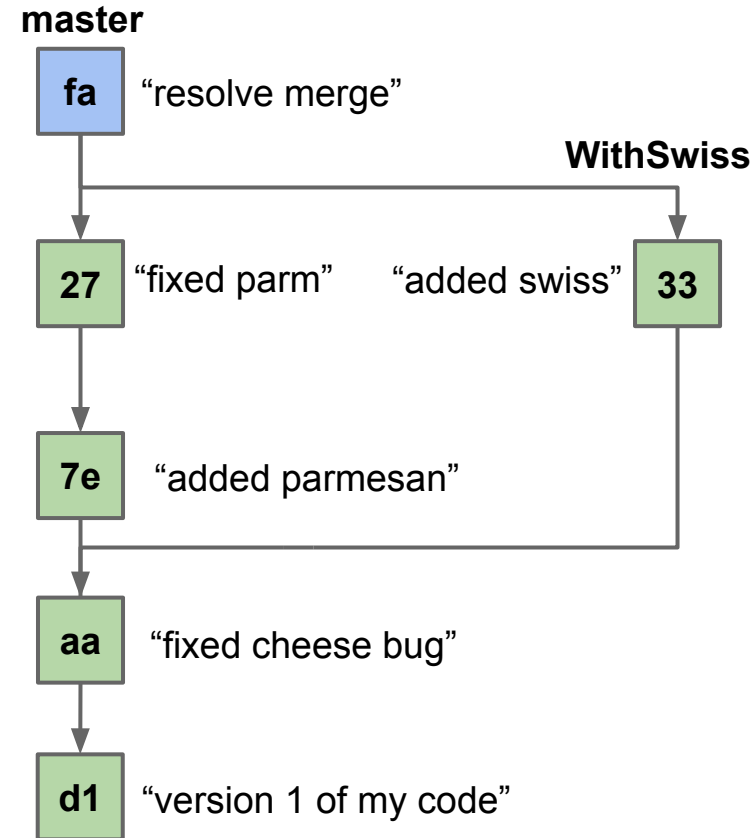 master
fa “resolve merge”
WithSwiss
27 “fixed parm” “added swiss” 33
7e “added parmesan”
aa “fixed cheese bug”
d1 “version 1 of my code”